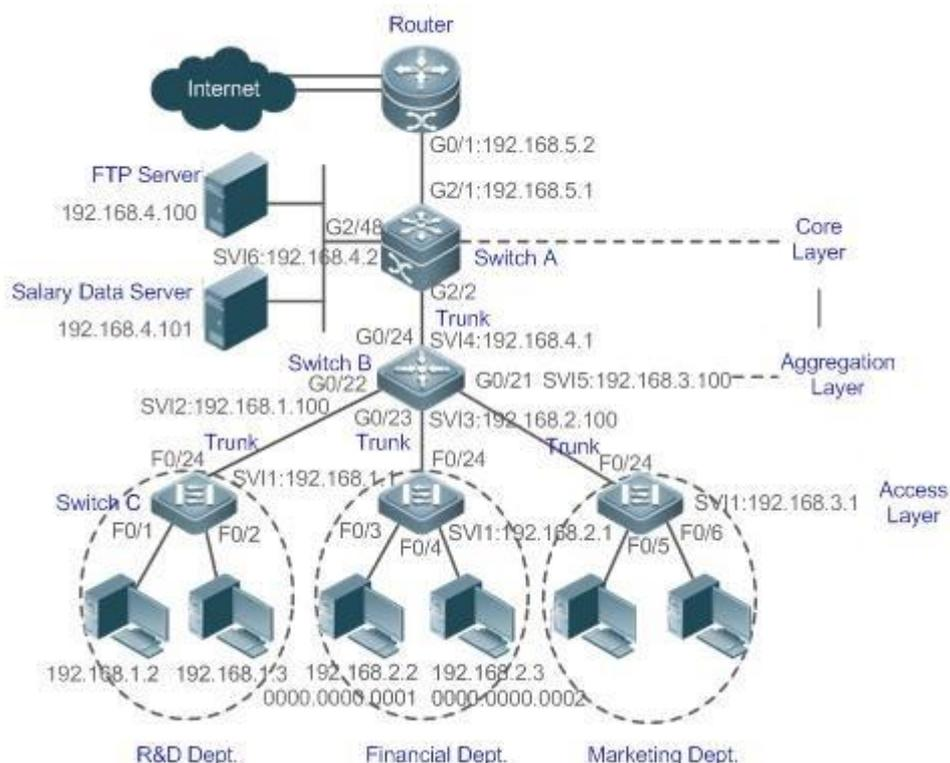 Router
Internet
G0/1:192.168.5.2
FTP Server
G2/1:192.168.5.1
192.168.4.100
G2/48
SVI6:192.168.4.2
Switch A
Core
Layer
Salary Data Server
G2/2
192.168.4.101
Trunk
G0/24
SVI4:192.168.4.1
Switch B
G0/22
G0/21
SVI5:192.168.3.100
Aggregation
Layer
SVI2:192.168.1.100
G0/23
SVI3:192.168.2.100
Trunk
Trunk
Trunk
F0/24
F0/24
F0/24
SVI1:192.168.1.1
Switch C
SVI1:192.168.3.1
Access
Layer
F0/1
F0/2
F0/3
F0/4
SVI1:192.168.2.1
F0/5
F0/6
192.168.1.2
192.168.1.3
192.168.2.2
192.168.2.3
0000.0000.0001
0000.0000.0002
R&D Dept.
Financial Dept.
Marketing Dept.